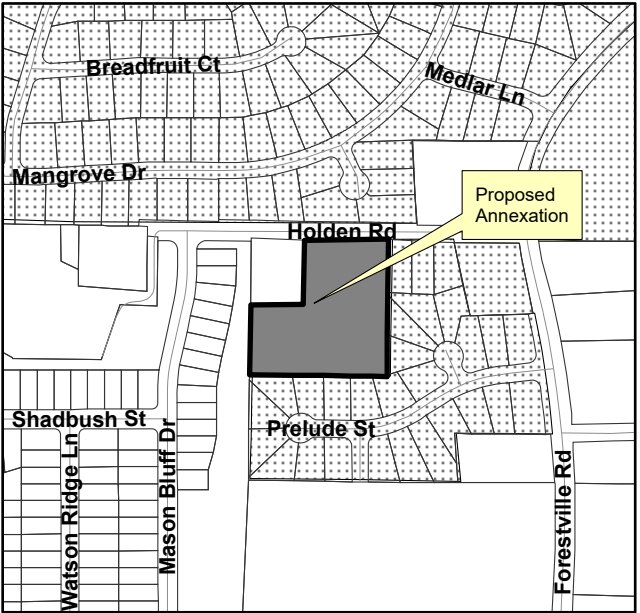 Breadfruit Ct
Medlar Ln
Mangrove Dr
Proposed
Annexation
Holden Rd
Shadbush St
Prelude St
Watson Ridge Ln
Mason Bluff Dr
Forestville Rd